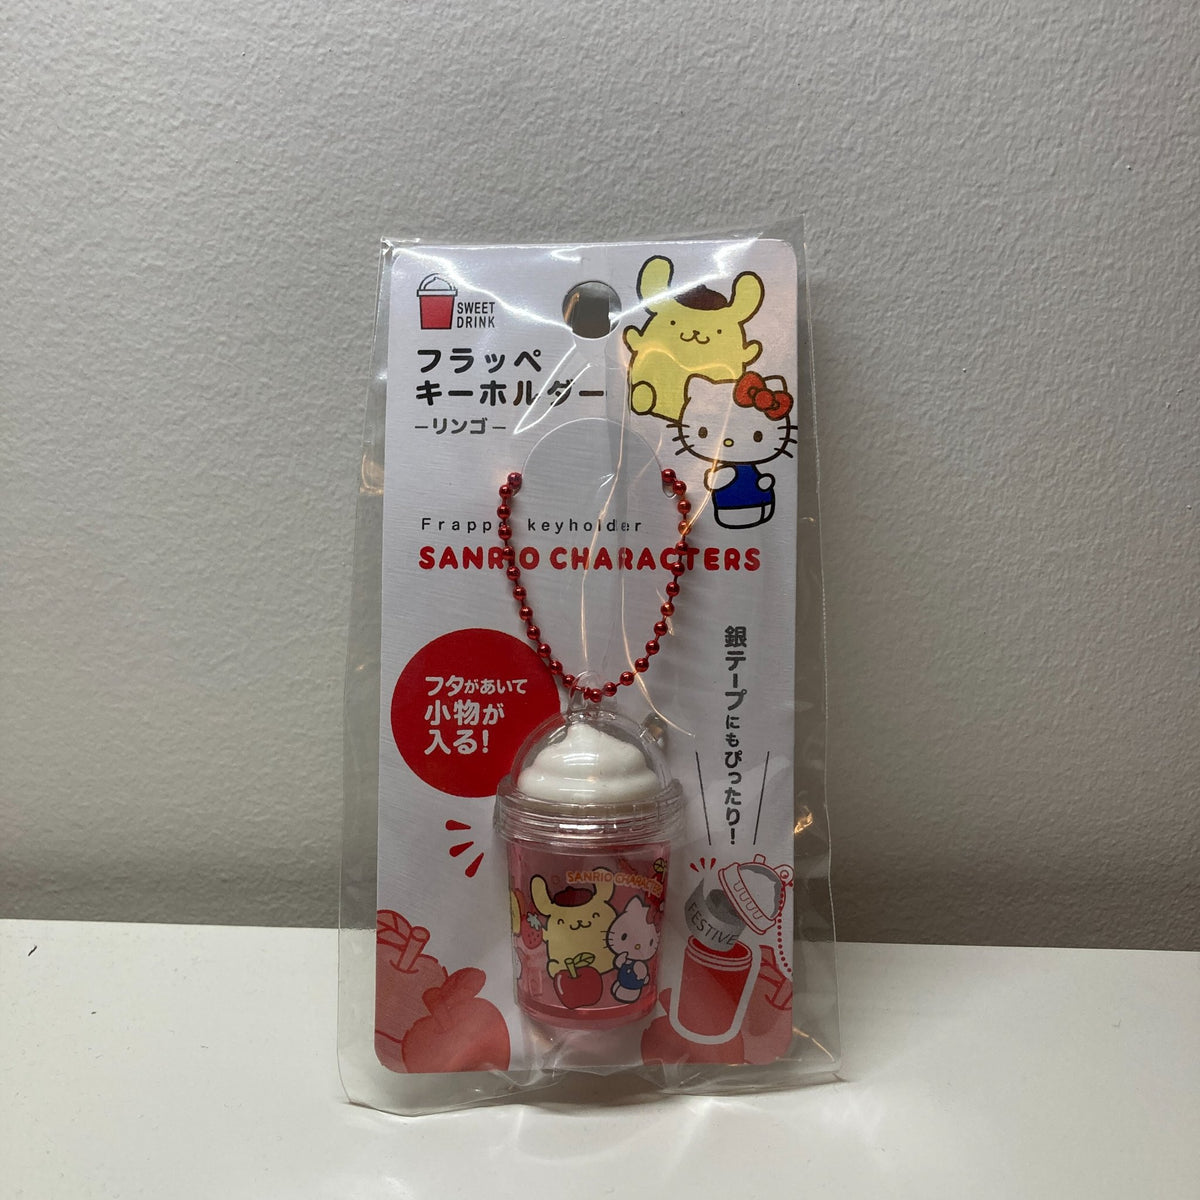 SWEET
DRINK
フラッペ
キーホルダー
−リンゴ−
Frappe keyholder
SANRIO CHARACTERS
フタがあいて
小物が
入る!
銀テープにもぴったり!
SANRIO CHARACTERS
FESTIVE